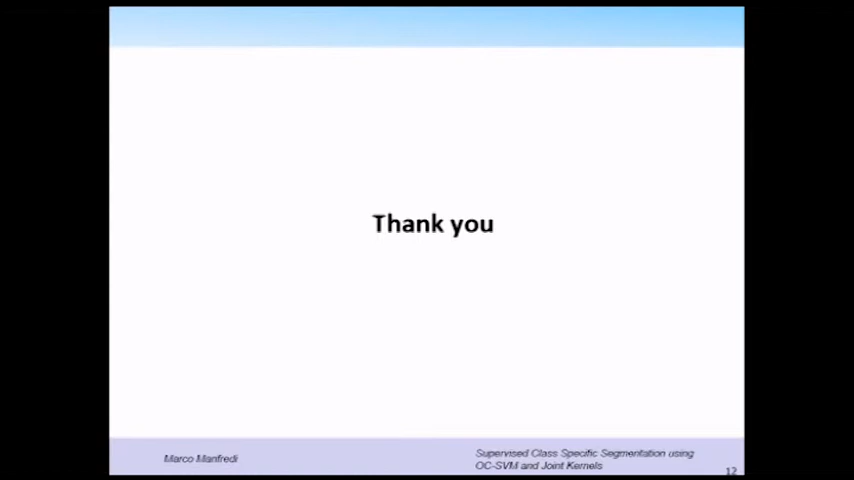 Thank you
Marco Manfredi
Supervised Class Specific Segmentation using
OC-SVM and Joint Kernels
12